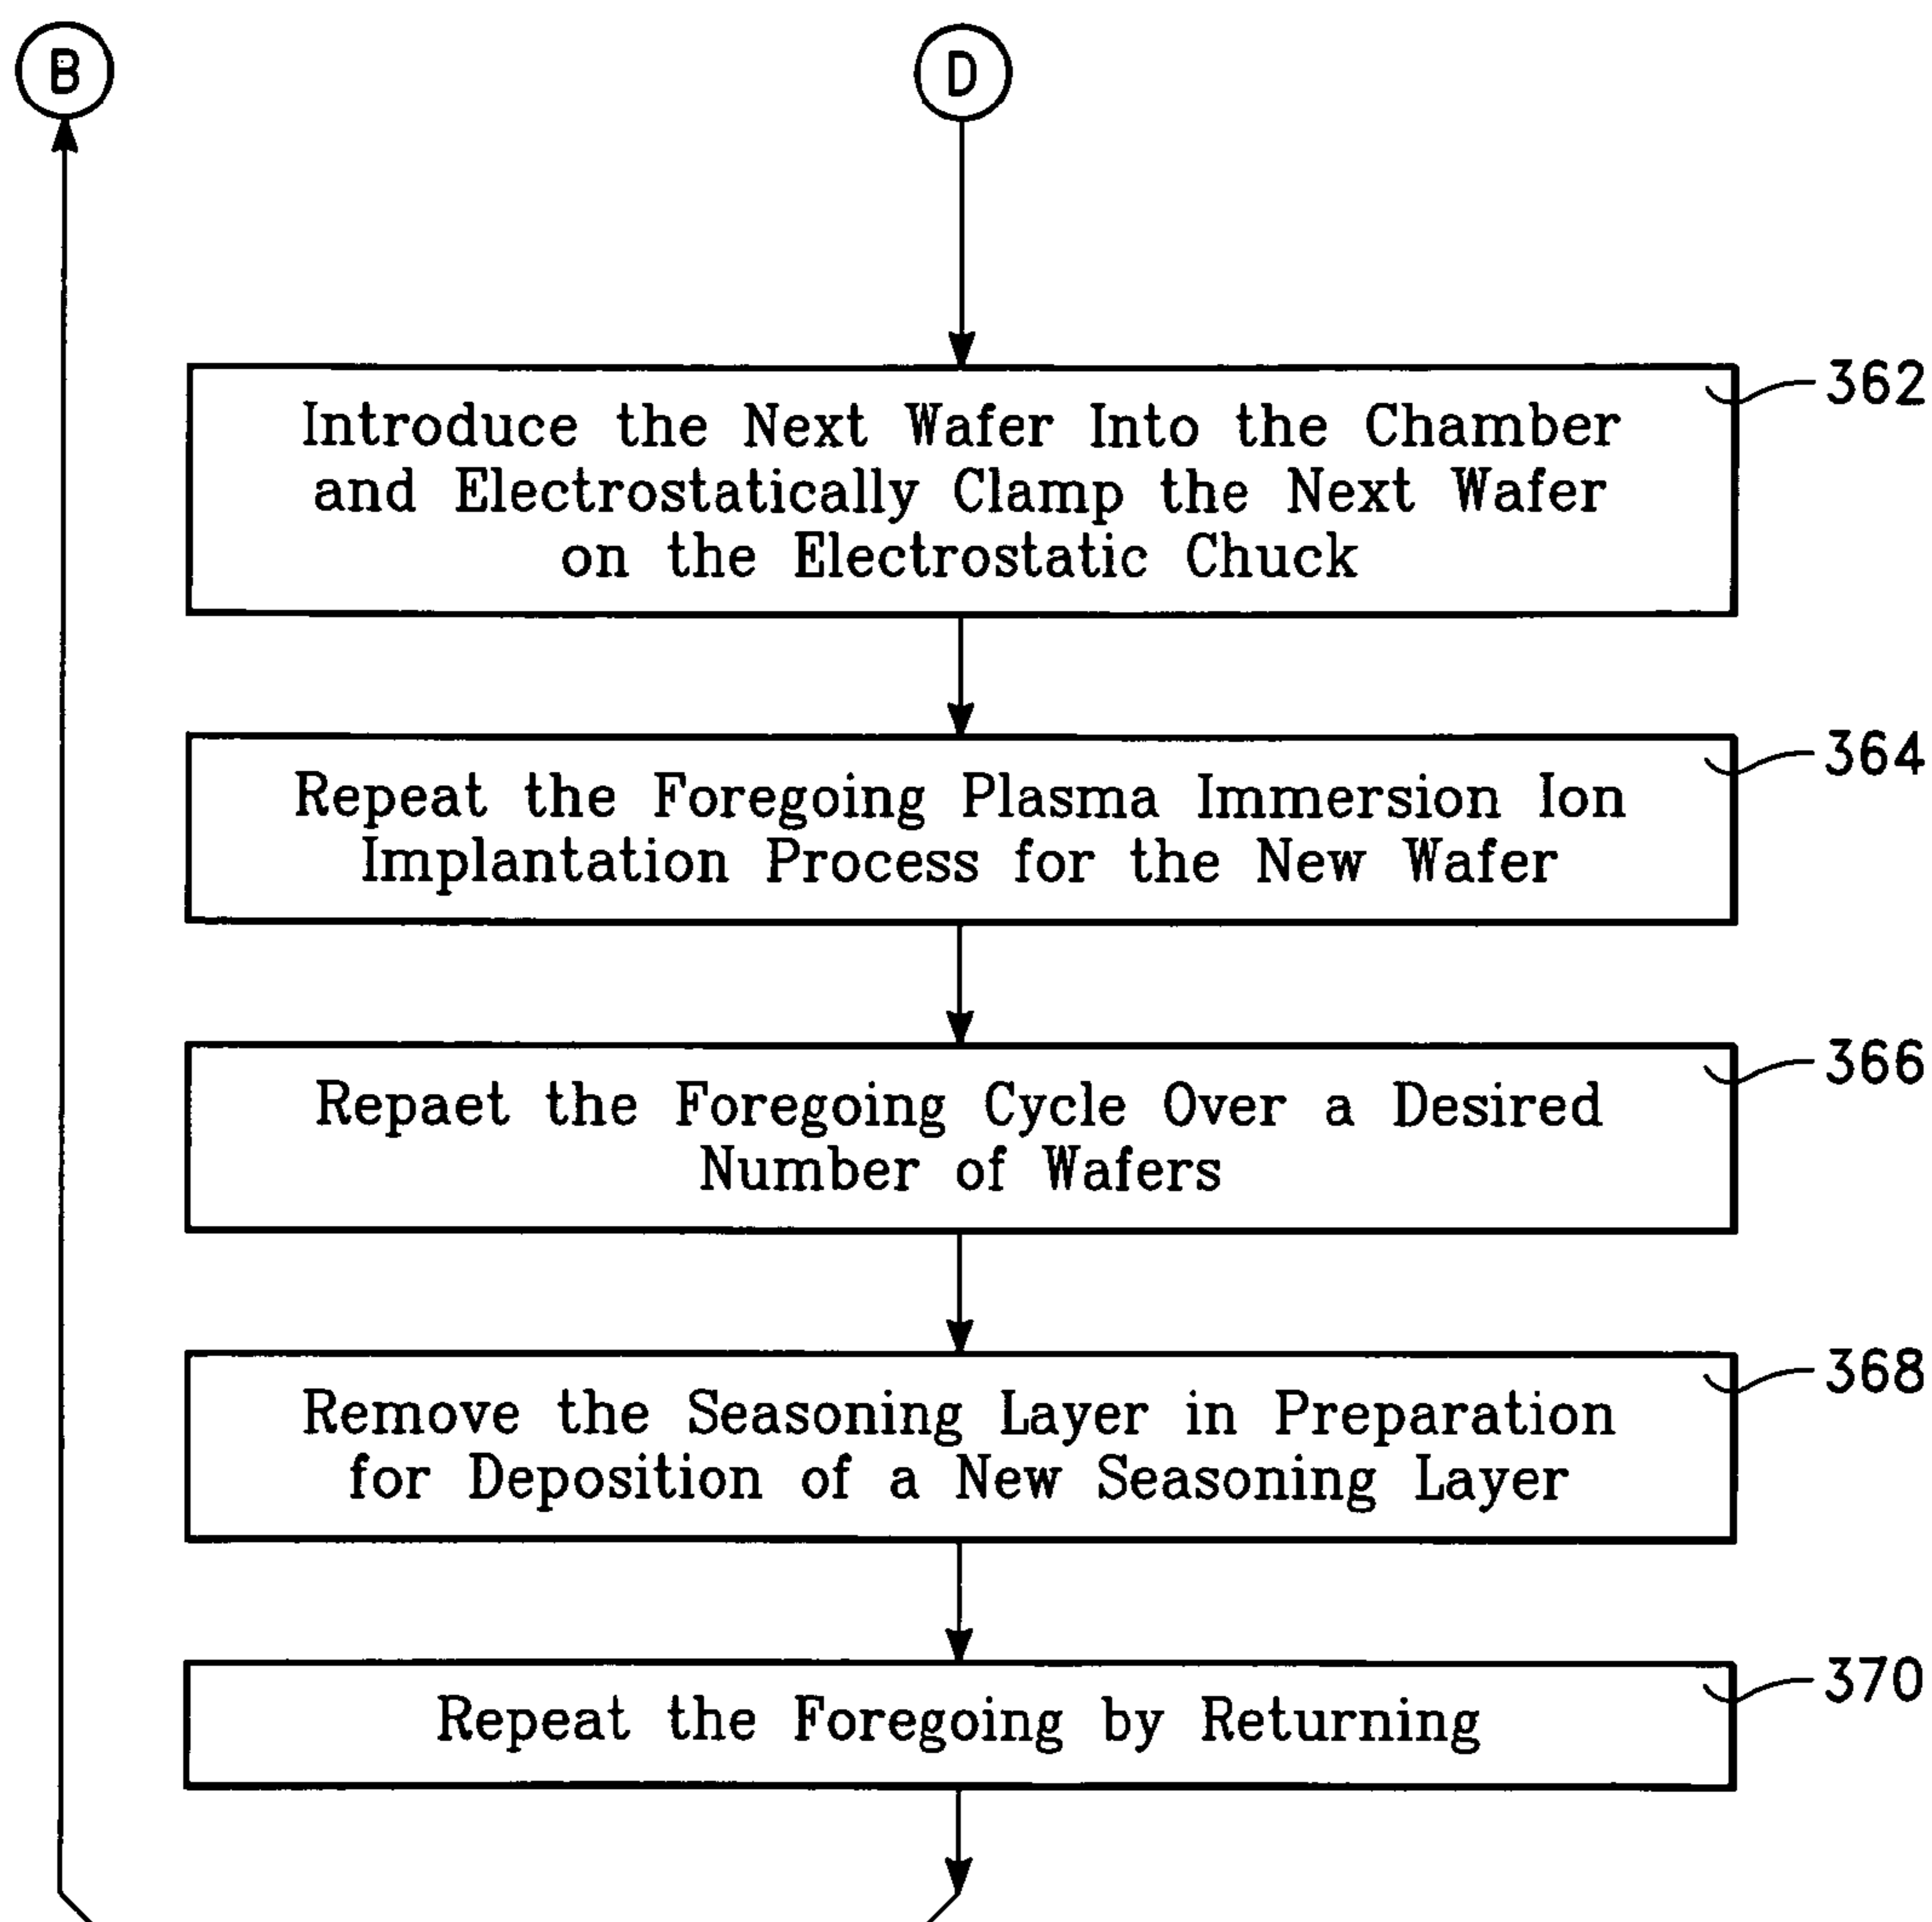 B
D
362
Introduce the Next Wafer Into the Chamber
and Electrostatically Clamp the Next Wafer
on the Electrostatic Chuck
364
Repeat the Foregoing Plasma Immersion Ion
Implantation Process for the New Wafer
366
Repaet the Foregoing Cycle Over a Desired
Number of Wafers
368
Remove the Seasoning Layer in Preparation
for Deposition of a New Seasoning Layer
370
Repeat the Foregoing by Returning